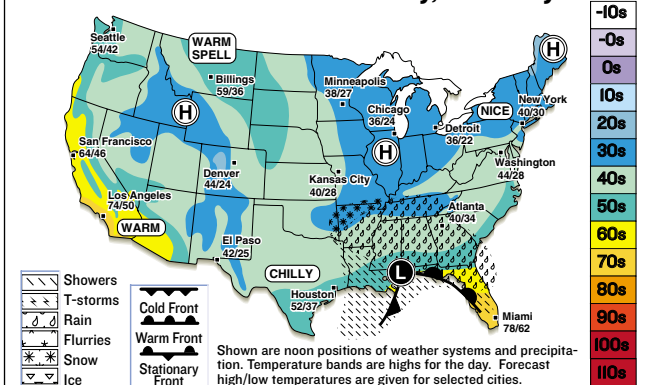 Seattle
54/42
WARM
SPELL
Billings
59/36
Minneapolis
38/27
Chicago
36/24
H
H
H
NICE
New York
40/30
Detroit
36/22
Washington
44/28
San Francisco
64/46
Denver
44/24
Kansas City
40/28
Los Angeles
74/50
WARM
Atlanta
40/34
El Paso
42/25
CHILLY
Houston
52/37
L
Miami
78/62
-10s
-0s
0s
10s
20s
30s
40s
50s
60s
70s
80s
90s
100s
110s
Showers
T-storms
Rain
Flurries
Snow
Ice
Cold Front
Warm Front
Stationary
Front
Shown are noon positions of weather systems and precipita-
tion. Temperature bands are highs for the day. Forecast
high/low temperatures are given for selected cities.